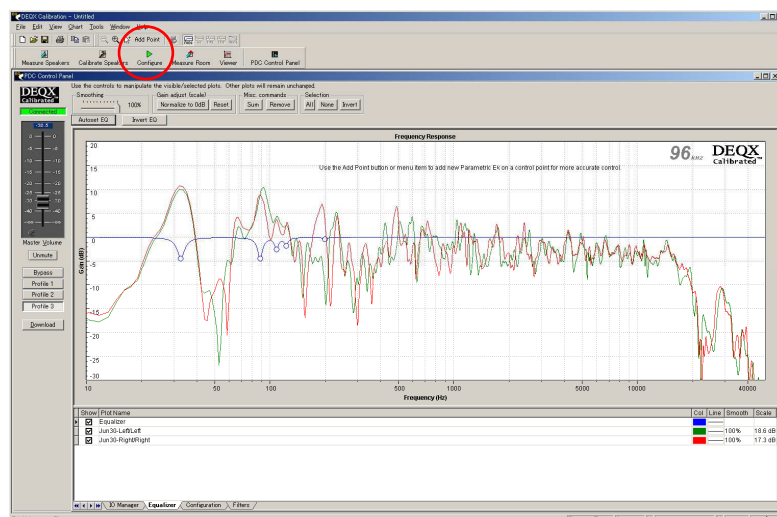 DEQX Calibration - Untitled
File Edit View Chart Tools Window Help
Add Point
Measure Speakers Calibrate Speakers Configure Measure Room Viewer PDC Control Panel
PDC Control Panel
DEQX
Calibrated
Connected
Use the controls to manipulate the visible/selected plots. Other plots will remain unchanged.
Smoothing Gain adjust (scale) Misc. commands Selection
100% Normalize to 0dB Reset Sum Remove All None Invert
Autoset EQ Invert EQ
Frequency Response
96 kHz DEQX
Calibrated
Use the Add Point button or menu item to add new Parametric Ek on a control point for more accurate control.
20
15
10
5
0
-5
-10
-15
-20
-25
-30
Gain (dB)
10 50 100 500 1000 5000 10000 40000
Frequency (Hz)
Master Volume
Unmute
Bypass
Profile 1
Profile 2
Profile 3
Download
Show Plot Name Col Line Smooth Scale
Equalizer
Jun30-Left/Left 100% 18.6 dB
Jun30-Right/Right 100% 17.3 dB
IO Manager Equalizer Configuration Filters